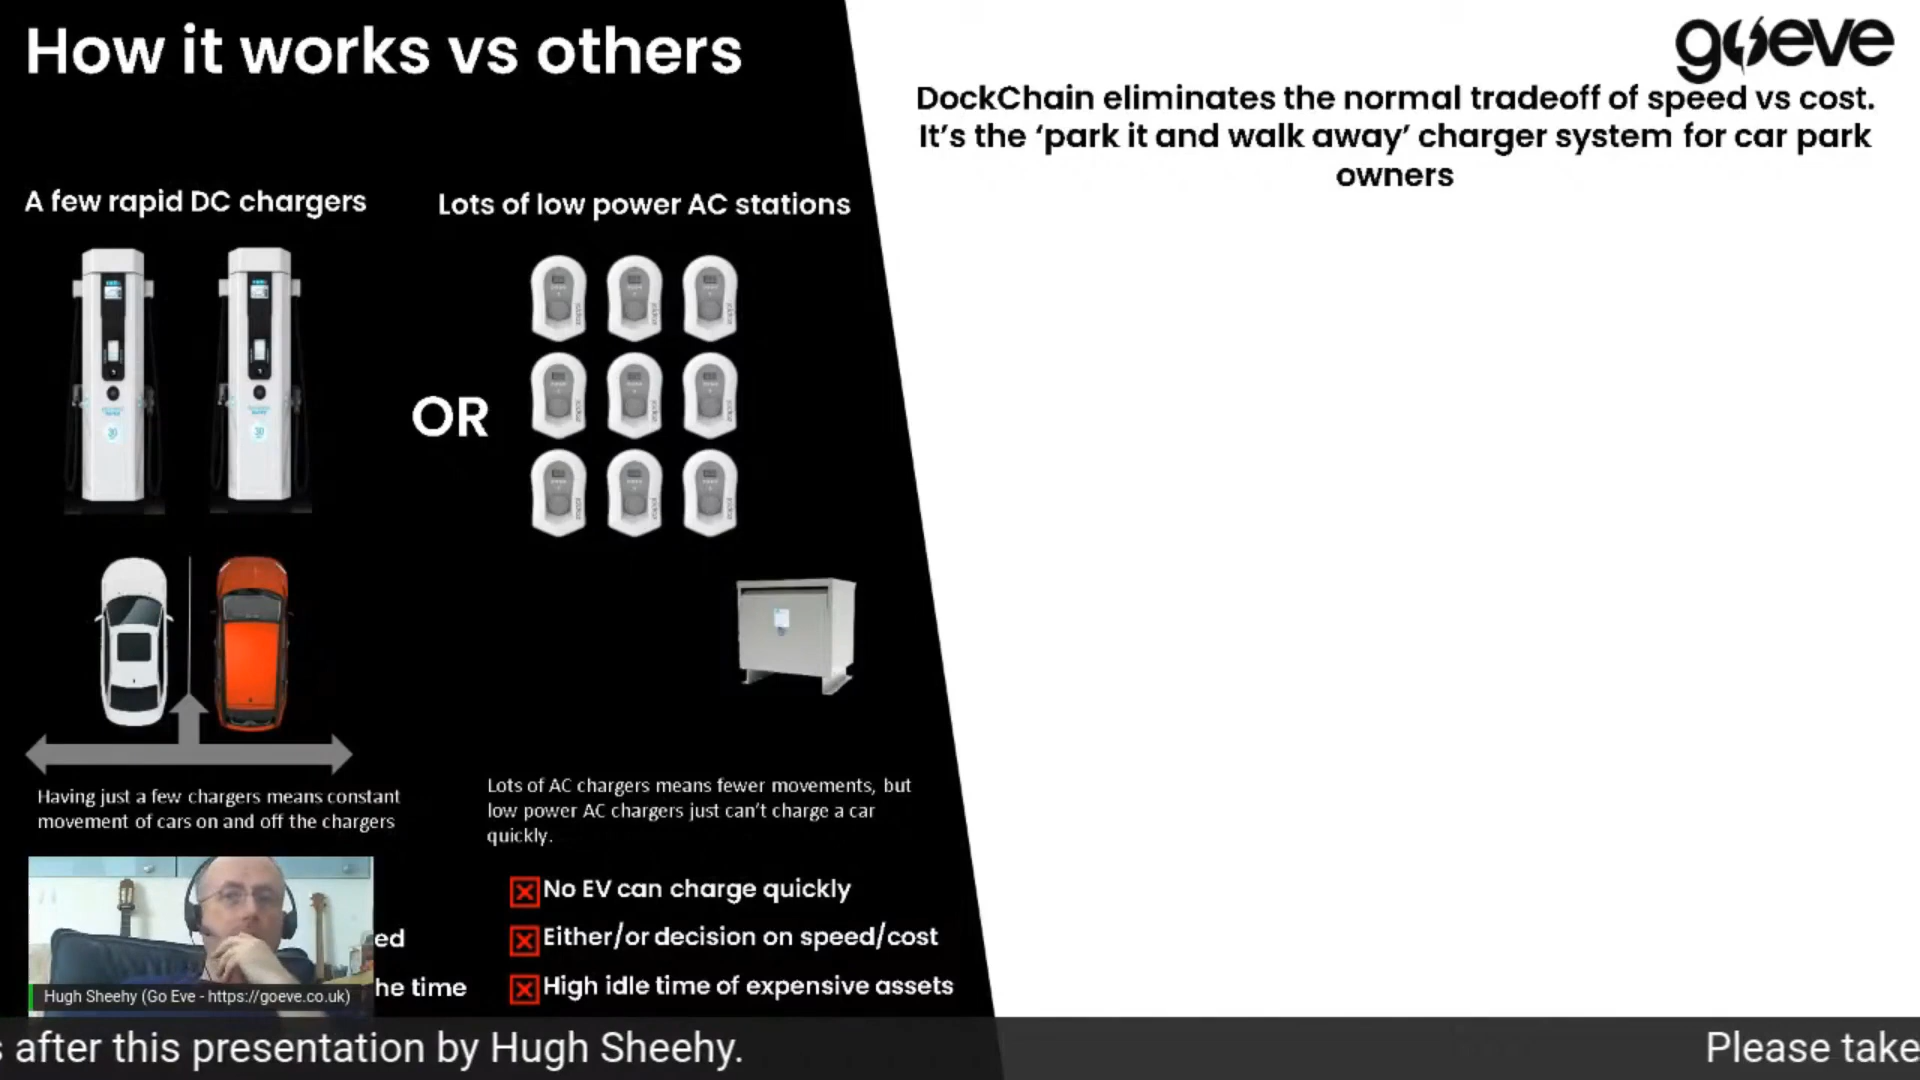 How it works vs others
goeve
DockChain eliminates the normal tradeoff of speed vs cost.
It's the ‘park it and walk away’ charger system for car park
owners
A few rapid DC chargers
Lots of low power AC stations
OR
Having just a few chargers means constant
movement of cars on and off the chargers
Lots of AC chargers means fewer movements, but
low power AC chargers just can't charge a car
quickly.
No EV can charge quickly
ed
Either/or decision on speed/cost
he time
High idle time of expensive assets
Hugh Sheehy (Go Eve - https://goeve.co.uk)
s after this presentation by Hugh Sheehy.
Please take